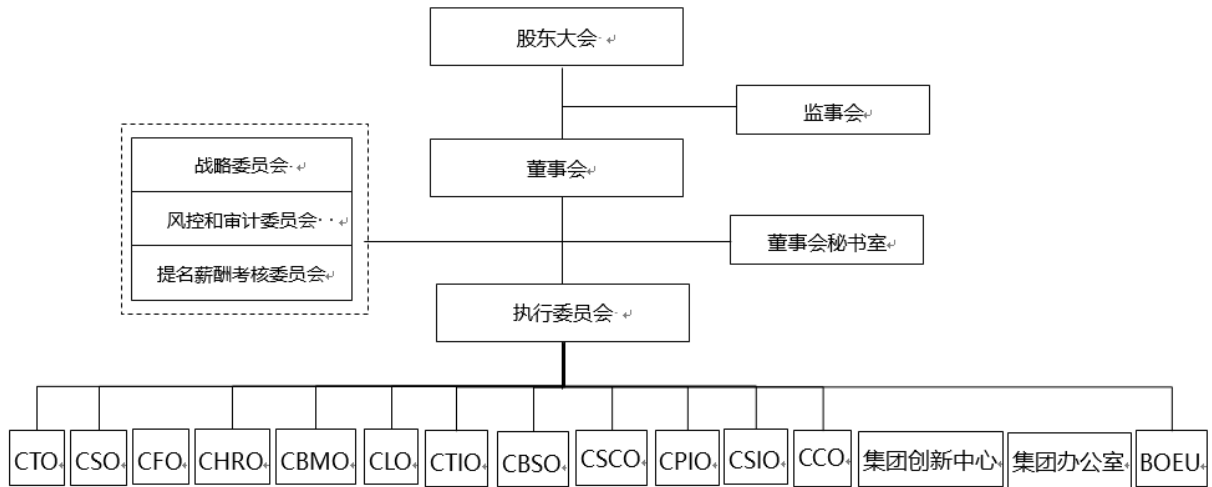 股东大会
监事会
战略委员会
风控和审计委员会
提名薪酬考核委员会
董事会
董事会秘书室
执行委员会
CTO
CSO
CFO
CHRO
CBMO
CLO
CTIO
CBSO
CSCO
CPIO
CSIO
CCO
集团创新中心
集团办公室
BOEU